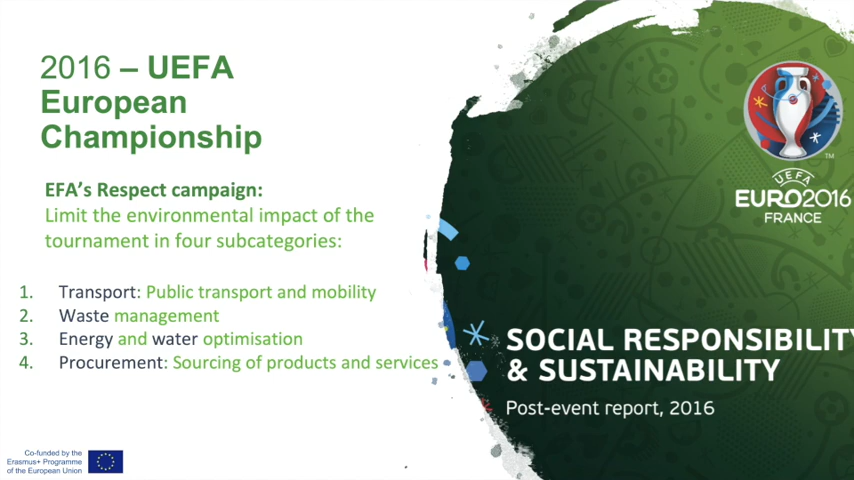 2016 – UEFA
European
Championship
EFA’s Respect campaign:
Limit the environmental impact of the
tournament in four subcategories:
1. Transport: Public transport and mobility
2. Waste management
3. Energy and water optimisation
4. Procurement: Sourcing of products and services
TM
UEFA
EURO2016
FRANCE
SOCIAL RESPONSIBILITY
& SUSTAINABILITY
Post-event report, 2016
Co-funded by the
Erasmus+ Programme
of the European Union